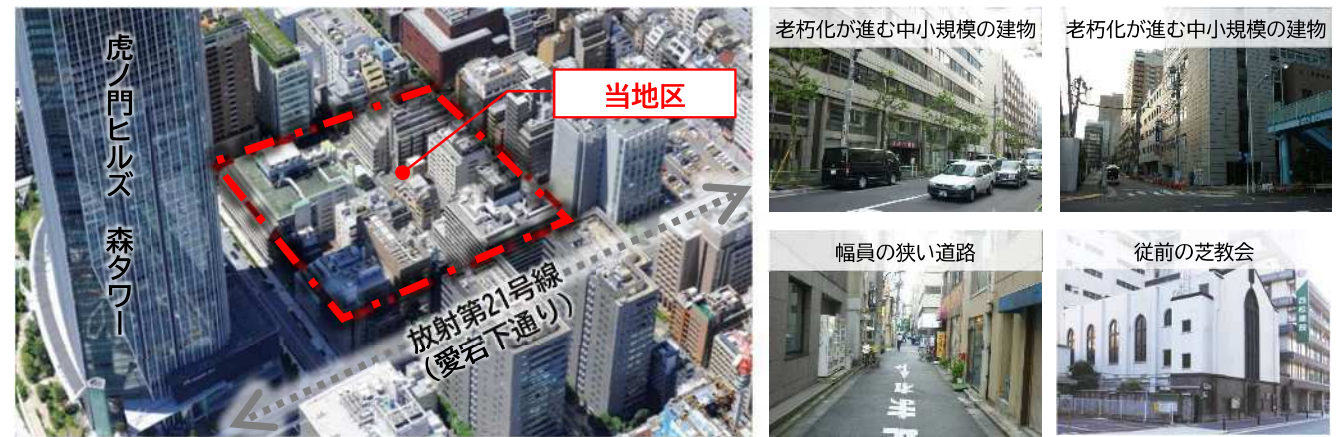 虎ノ門ヒルズ 森タワー
当地区
放射第21号線
(愛宕下通り)
老朽化が進む中小規模の建物
老朽化が進む中小規模の建物
幅員の狭い道路
従前の芝教会